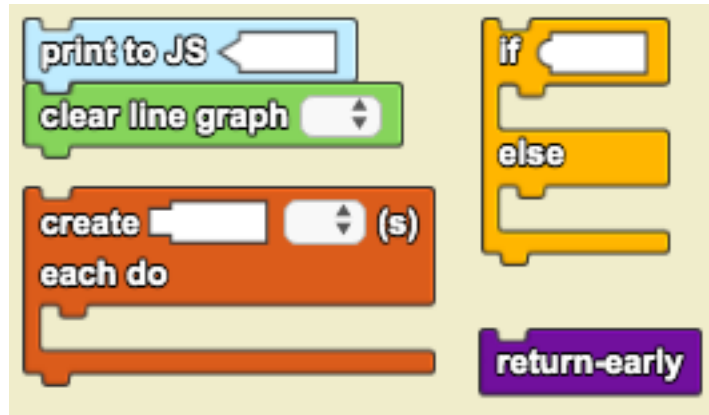 print to JS
clear line graph
create (s)
each do
if
else
return-early